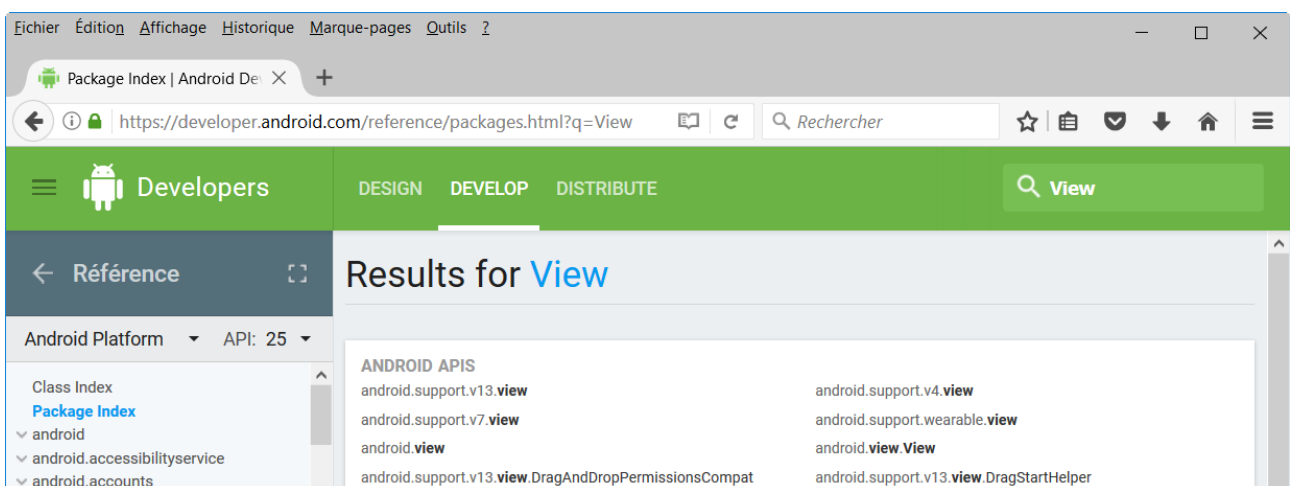 Fichier Édition Affichage Historique Marque-pages Outils ?
Package Index | Android De
https://developer.android.com/reference/packages.html?q=View Rechercher
Developers DESIGN DEVELOP DISTRIBUTE View
Référence
Results for View
Android Platform API: 25
ANDROID APIS
Class Index
android.support.v13.view android.support.v4.view
Package Index
android.support.v7.view android.support.wearable.view
android
android.view android.view.View
android.accessibilityservice
android.support.v13.view.DragAndDropPermissionsCompat android.support.v13.view.DragStartHelper
android.accounts